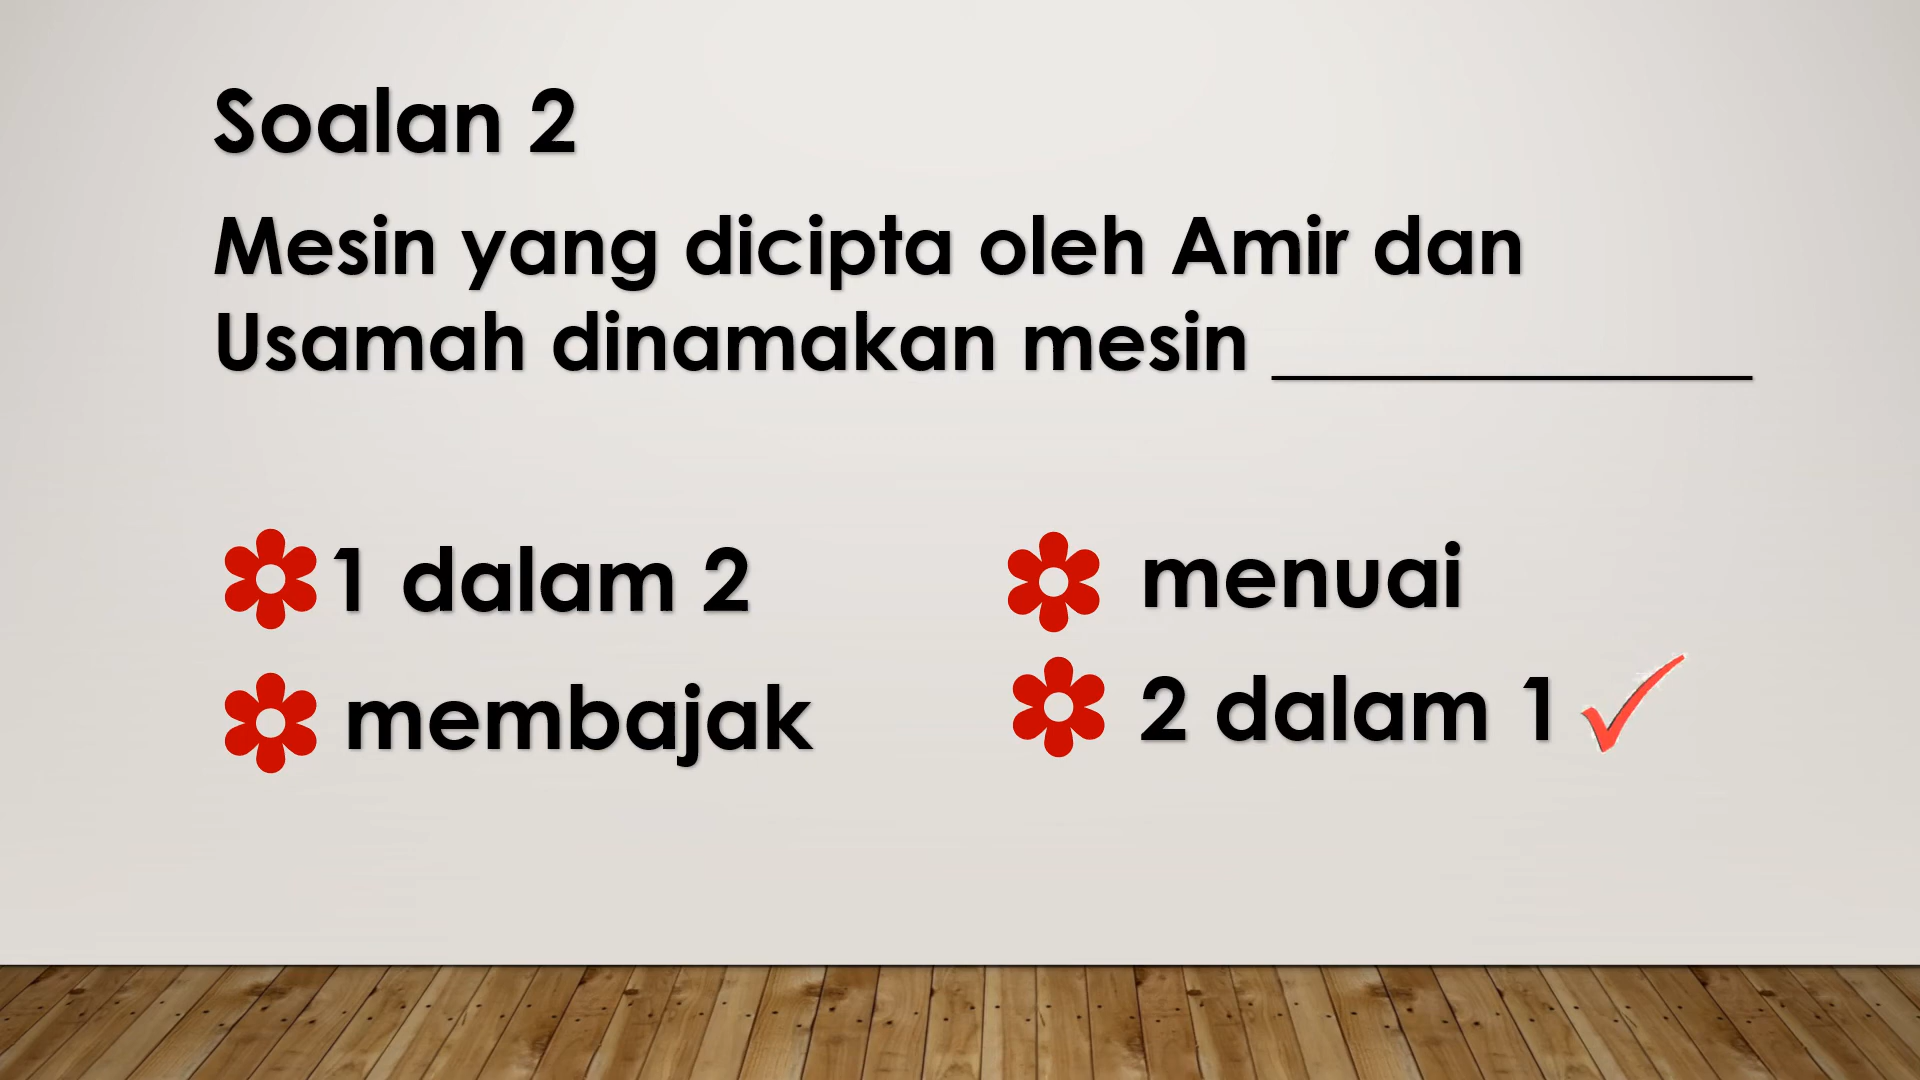 Soalan 2
Mesin yang dicipta oleh Amir dan
Usamah dinamakan mesin ____________
1 dalam 2
menuai
membajak
2 dalam 1